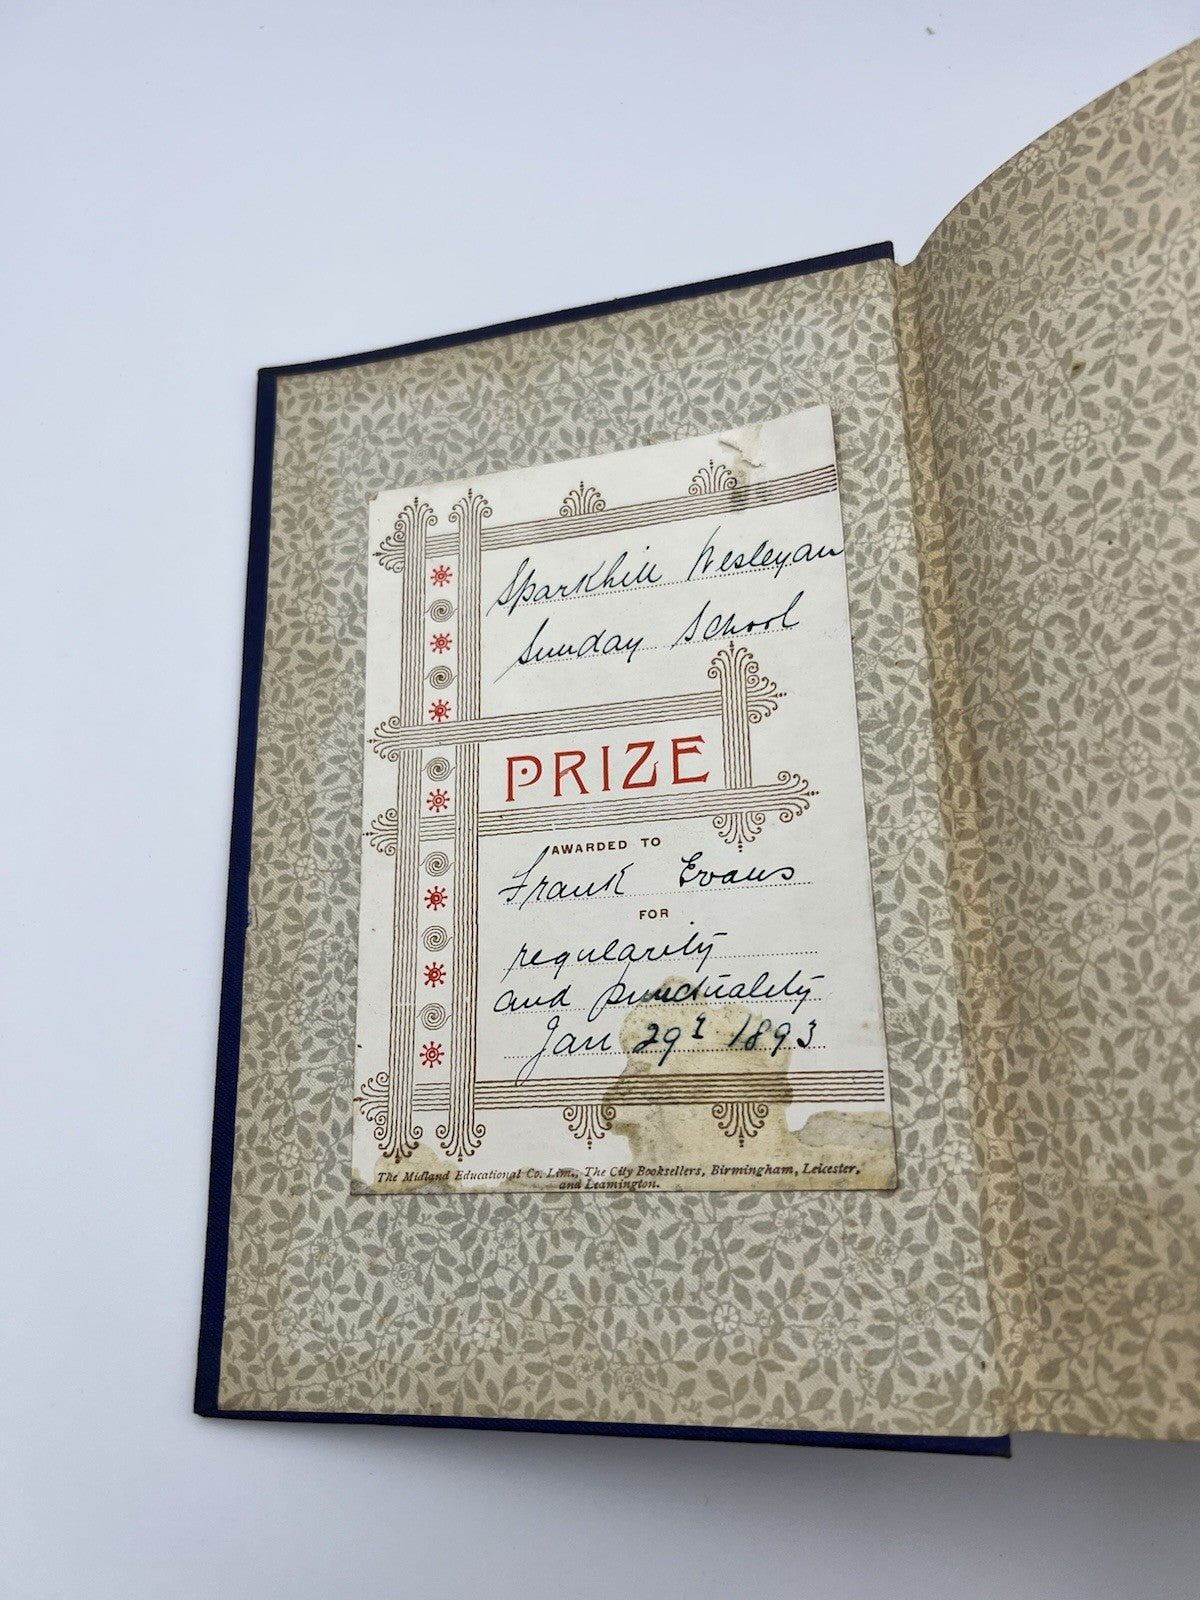 Sparkhill Wesleyan
Sunday School
PRIZE
AWARDED TO
Frank Evans
FOR
regularity
and punctuality
Jan 29th 1893
The Midland Educational Co. Lim., The City Booksellers, Birmingham, Leicester,
and Leamington.